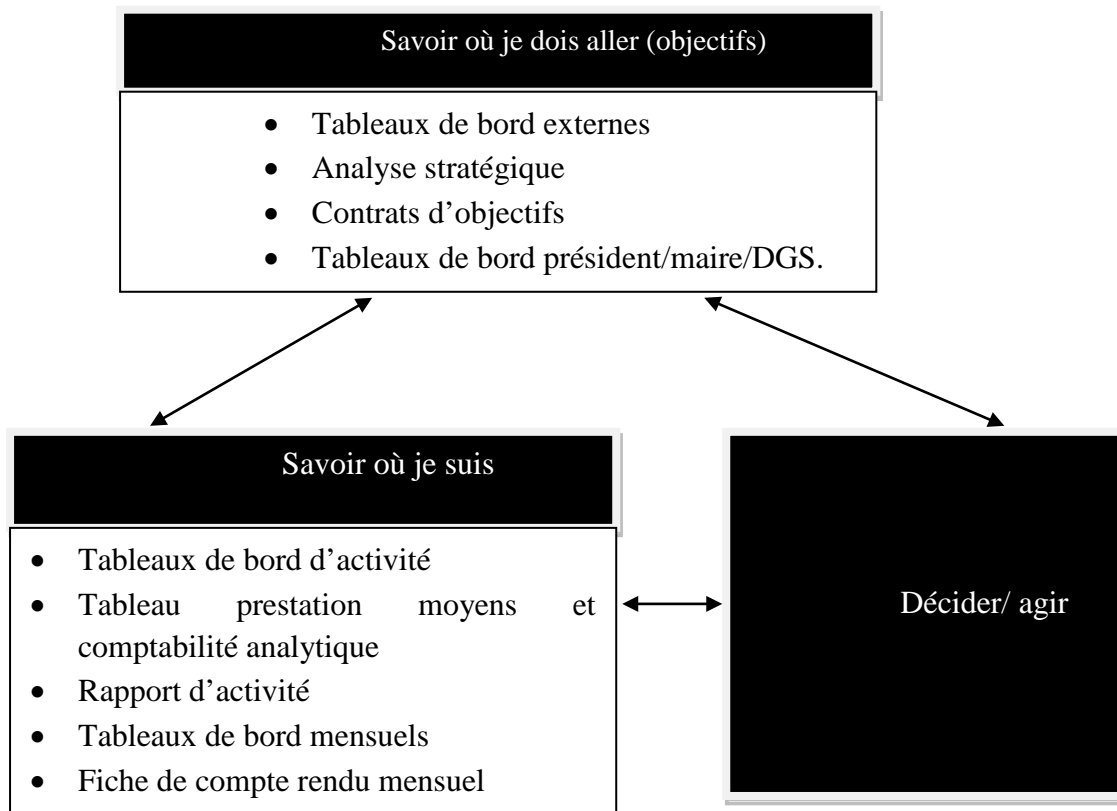 Savoir où je dois aller (objectifs)
• Tableaux de bord externes
• Analyse stratégique
• Contrats d’objectifs
• Tableaux de bord président/maire/DGS.
Savoir où je suis
• Tableaux de bord d’activité
• Tableau prestation moyens et
comptabilité analytique
• Rapport d’activité
• Tableaux de bord mensuels
• Fiche de compte rendu mensuel
Décider/ agir